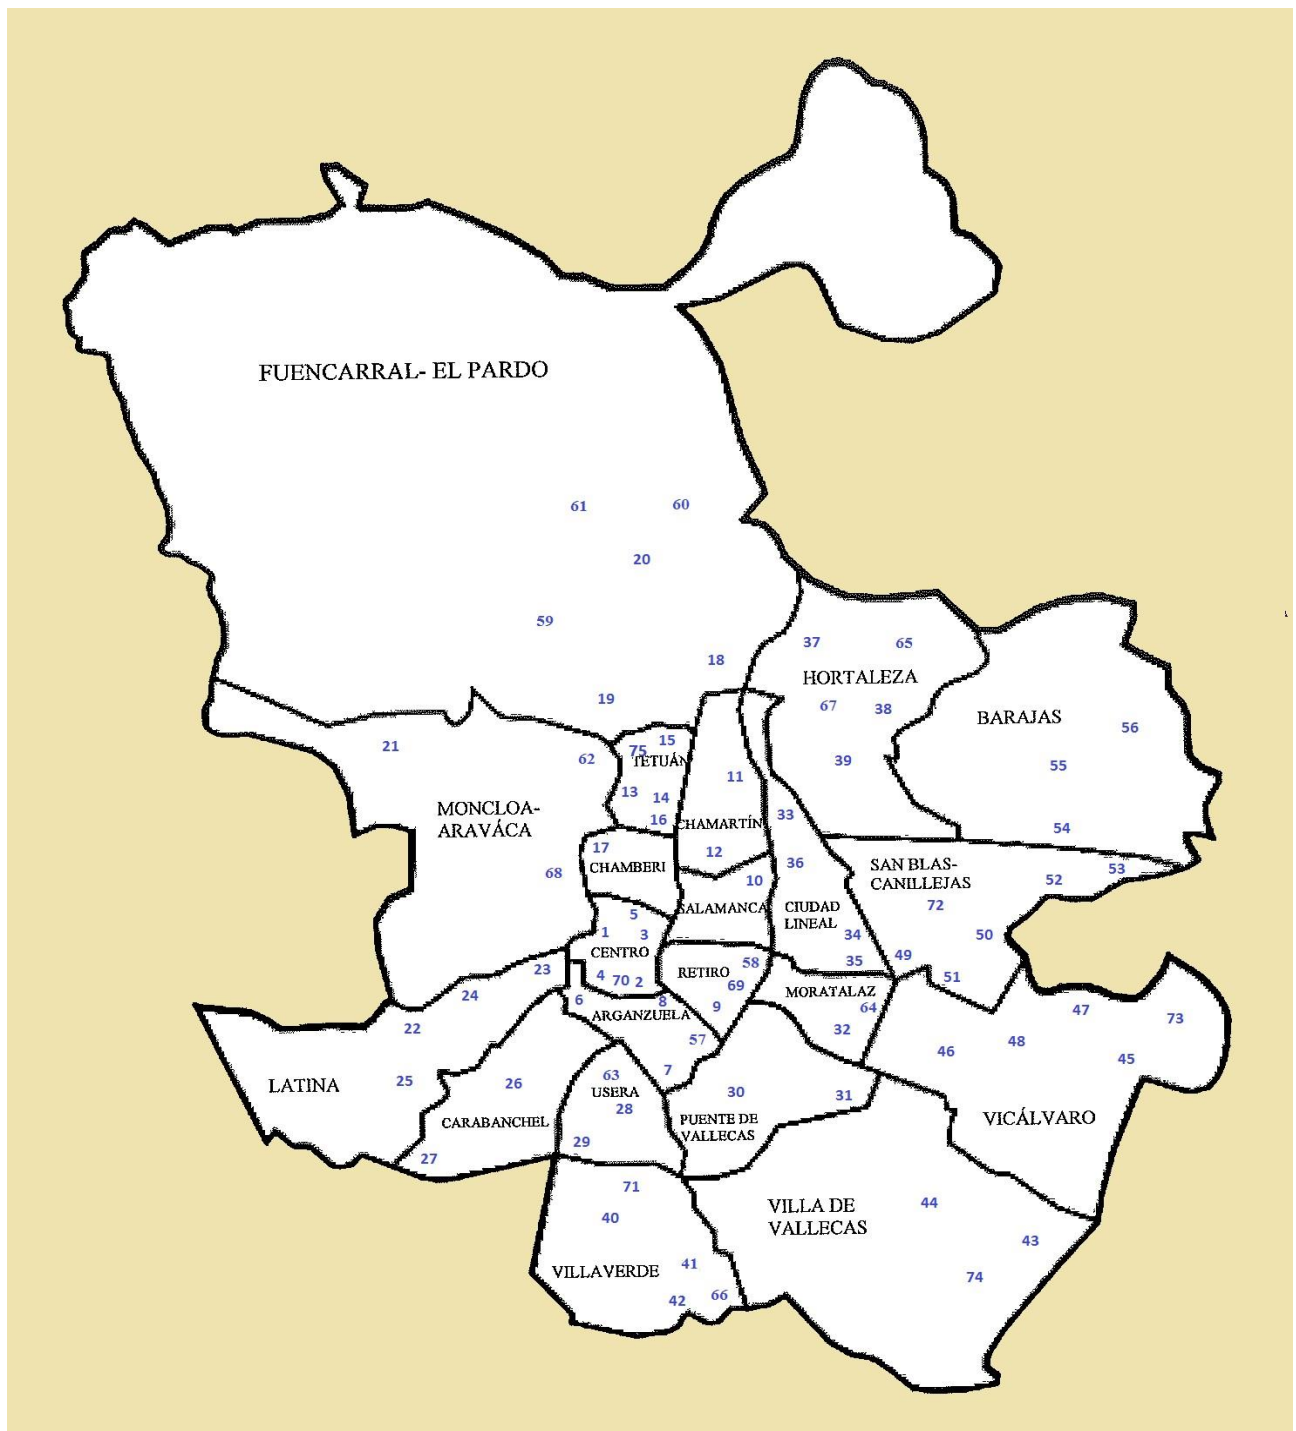 FUENCARRAL- EL PARDO
61
60
20
59
18
19
37
65
HORTALEZA
67
38
39
BARAJAS
56
55
54
21
62
MONCLOA-
ARAVÁCA
68
15
75
TETUÁN
13
14
16
11
CHAMARTÍN
12
17
CHAMBERI
33
36
CIUDAD
LINEAL
34
35
10
SALAMANCA
SAN BLAS-
CANILLEJAS
53
52
72
50
49
51
5
1
3
CENTRO
4
70
2
58
RETIRO
69
9
MORATALAZ
64
32
6
8
ARGANZUELA
57
7
23
24
22
25
LATINA
26
CARABANCHEL
27
63
USERA
28
29
30
31
PUENTE DE
VALLECAS
47
73
48
46
45
VICÁLVARO
71
40
41
VILLAVERDE
42
66
VILLA DE
VALLECAS
44
43
74